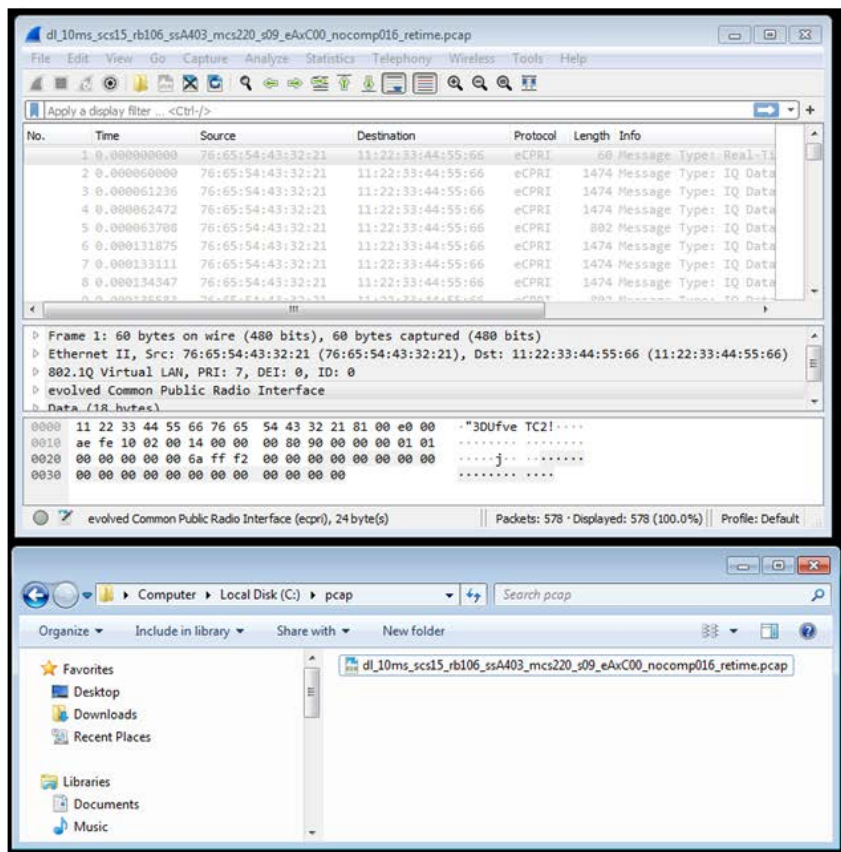 dl_10ms_scs15_rb106_ssA403_mcs220_s09_eAxC00_nocomp016_retime.pcap
File Edit View Go Capture Analyze Statistics Telephony Wireless Tools Help
Apply a display filter ... <Ctrl-/>
No. Time Source Destination Protocol Length Info
1 0.000000000 76:65:54:43:32:21 11:22:33:44:55:66 eCPRI 60 Message Type: Real-Ti
2 0.000060000 76:65:54:43:32:21 11:22:33:44:55:66 eCPRI 1474 Message Type: IQ Data
3 0.000061236 76:65:54:43:32:21 11:22:33:44:55:66 eCPRI 1474 Message Type: IQ Data
4 0.000062472 76:65:54:43:32:21 11:22:33:44:55:66 eCPRI 1474 Message Type: IQ Data
5 0.000063708 76:65:54:43:32:21 11:22:33:44:55:66 eCPRI 802 Message Type: IQ Data
6 0.000131875 76:65:54:43:32:21 11:22:33:44:55:66 eCPRI 1474 Message Type: IQ Data
7 0.000133111 76:65:54:43:32:21 11:22:33:44:55:66 eCPRI 1474 Message Type: IQ Data
8 0.000134347 76:65:54:43:32:21 11:22:33:44:55:66 eCPRI 1474 Message Type: IQ Data
Frame 1: 60 bytes on wire (480 bits), 60 bytes captured (480 bits)
Ethernet II, Src: 76:65:54:43:32:21 (76:65:54:43:32:21), Dst: 11:22:33:44:55:66 (11:22:33:44:55:66)
802.1Q Virtual LAN, PRI: 7, DEI: 0, ID: 0
evolved Common Public Radio Interface
Data (18 bytes)
0000 11 22 33 44 55 66 76 65 54 43 32 21 81 00 e0 00 ·"3DUfve TC2!····
0010 ae fe 10 02 00 14 00 00 00 80 90 00 00 00 01 01 ········ ········
0020 00 00 00 00 00 6a ff f2 00 00 00 00 00 00 00 00 ·····j·· ········
0030 00 00 00 00 00 00 00 00 00 00 00 00 ········ ····
evolved Common Public Radio Interface (ecpri), 24 byte(s) Packets: 578 · Displayed: 578 (100.0%) Profile: Default
Computer Local Disk (C:) pcap Search pcap
Organize Include in library Share with New folder
Favorites
dl_10ms_scs15_rb106_ssA403_mcs220_s09_eAxC00_nocomp016_retime.pcap
Desktop
Downloads
Recent Places
Libraries
Documents
Music